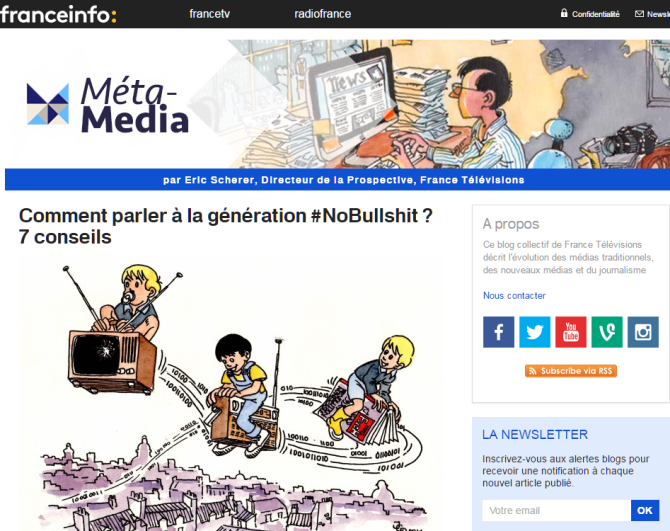 franceinfo:
francetv
radiofrance
Confidentialité
Newsl
news
Méta-
Media
par Eric Scherer, Directeur de la Prospective, France Télévisions
Comment parler à la génération #NoBullshit ?
7 conseils
A propos
Ce blog collectif de France Télévisions
décrit l'évolution des médias traditionnels,
des nouveaux médias et du journalisme
Nous contacter
You
Tube
Subscribe via RSS
LA NEWSLETTER
Inscrivez-vous aux alertes blogs pour
recevoir une notification à chaque
nouvel article publié.
Votre email
OK